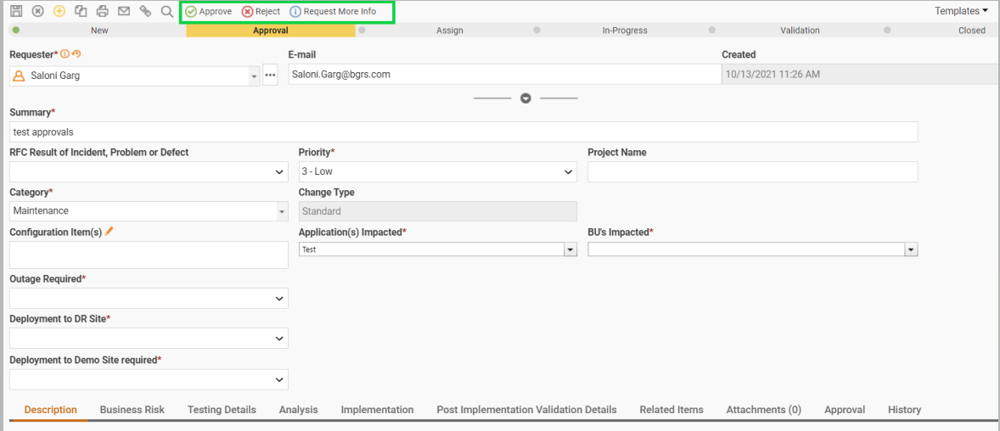 Approve Reject Request More Info Templates
New Approval Assign In-Progress Validation Closed
Requester* E-mail Created
Saloni Garg Saloni.Garg@bgrs.com 10/13/2021 11:26 AM
Summary*
test approvals
RFC Result of Incident, Problem or Defect Priority* Project Name
3 - Low
Category* Change Type
Maintenance Standard
Configuration Item(s) Application(s) Impacted* BU's Impacted*
Test
Outage Required*
Deployment to DR Site*
Deployment to Demo Site required*
Description Business Risk Testing Details Analysis Implementation Post Implementation Validation Details Related Items Attachments (0) Approval History